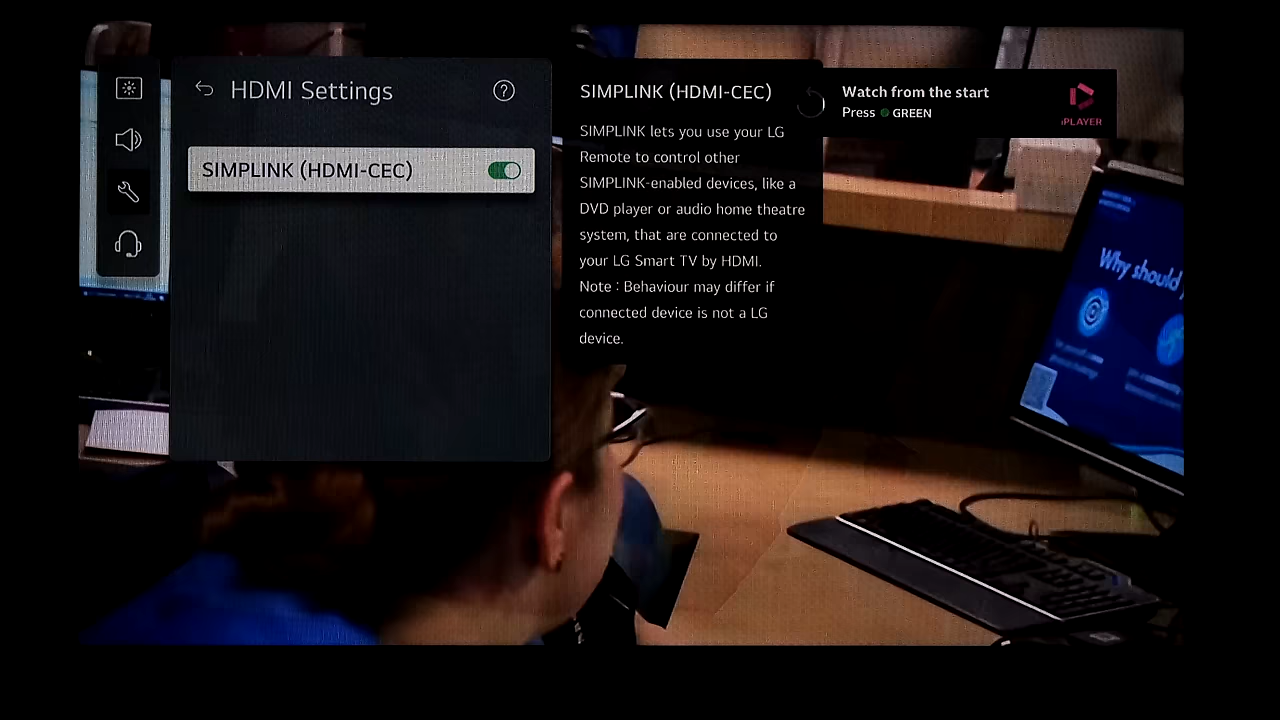 HDMI Settings
SIMPLINK (HDMI-CEC)
SIMPLINK (HDMI-CEC)
SIMPLINK lets you use your LG
Remote to control other
SIMPLINK-enabled devices, like a
DVD player or audio home theatre
system, that are connected to
your LG Smart TV by HDMI.
Note : Behaviour may differ if
connected device is not a LG
device.
Watch from the start
Press GREEN
iPLAYER
Why should